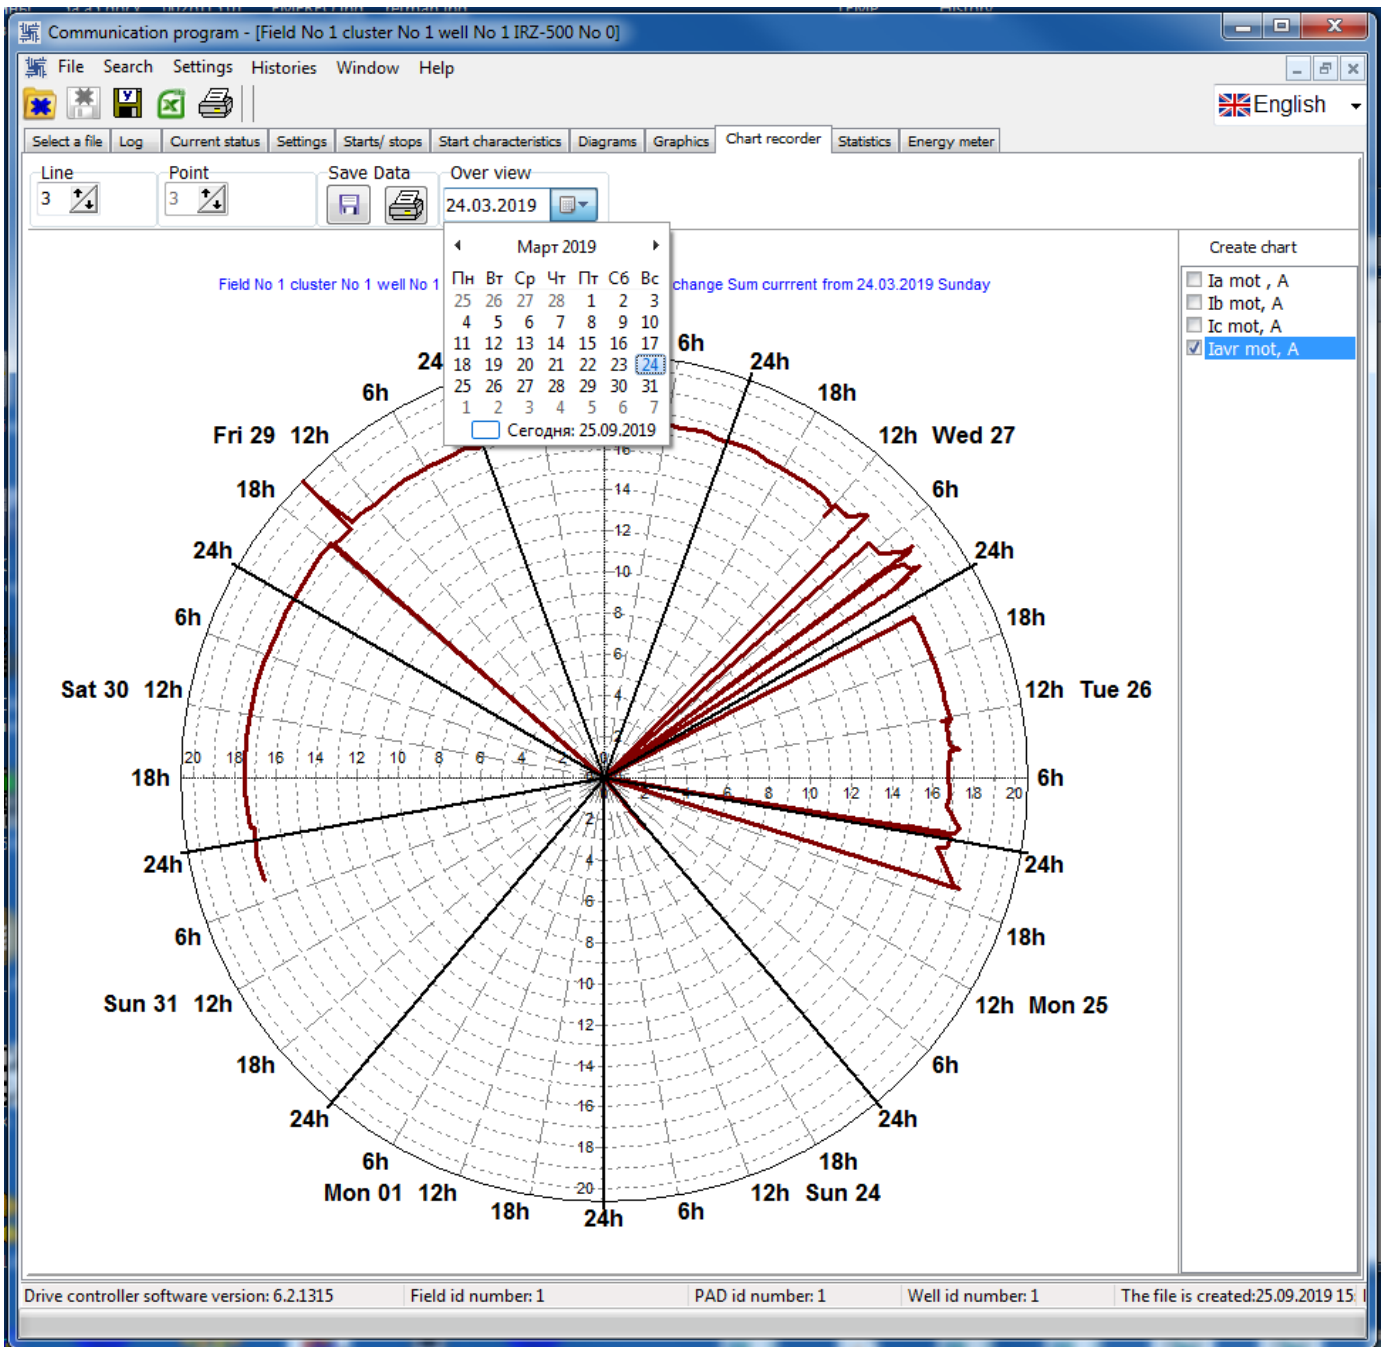 Communication program - [Field No 1 cluster No 1 well No 1 IRZ-500 No 0]
File Search Settings Histories Window Help
English
Select a file Log Current status Settings Starts/ stops Start characteristics Diagrams Graphics Chart recorder Statistics Energy meter
Line Point Save Data Over view
3 3 24.03.2019
Март 2019
Пн Вт Ср Чт Пт Сб Вс
25 26 27 28 1 2 3
4 5 6 7 8 9 10
11 12 13 14 15 16 17
18 19 20 21 22 23 24
25 26 27 28 29 30 31
1 2 3 4 5 6 7
Сегодня: 25.09.2019
Create chart
Ia mot , A
Ib mot, A
Ic mot, A
Iavr mot, A
Field No 1 cluster No 1 well No 1 change Sum currrent from 24.03.2019 Sunday
6h
24 24h
6h 18h
Fri 29 12h 12h Wed 27
16
18h 14 6h
12
24h 24h
10
8
6h 18h
6
Sat 30 12h 4 12h Tue 26
2
20 18 16 14 12 10 8 6 4 2 0
18h 6h
2 4 6 8 10 12 14 16 18 20
2
24h 4 24h
6
6h 8 18h
10
Sun 31 12h 12h Mon 25
12
18h 14 6h
16
24h 24h
18
6h 18h
Mon 01 12h 20 12h Sun 24
18h 24h 6h
Drive controller software version: 6.2.1315 Field id number: 1 PAD id number: 1 Well id number: 1 The file is created:25.09.2019 15